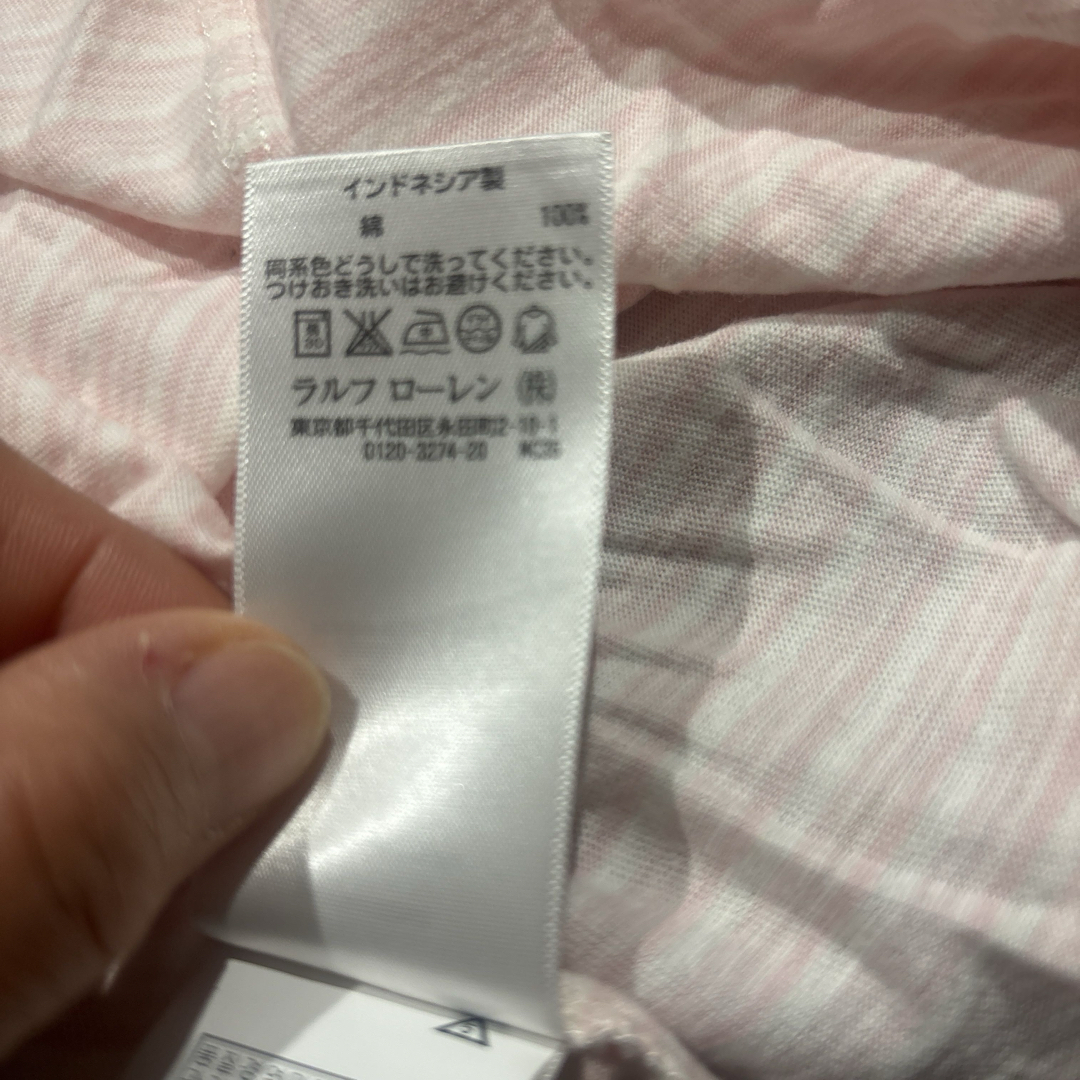 インドネシア製
綿 100%
同系色どうしで洗ってください。
つけおき洗いはお避けください。
中
ラルフ ローレン (株)
東京都千代田区永田町2-10-1
0120-3274-20